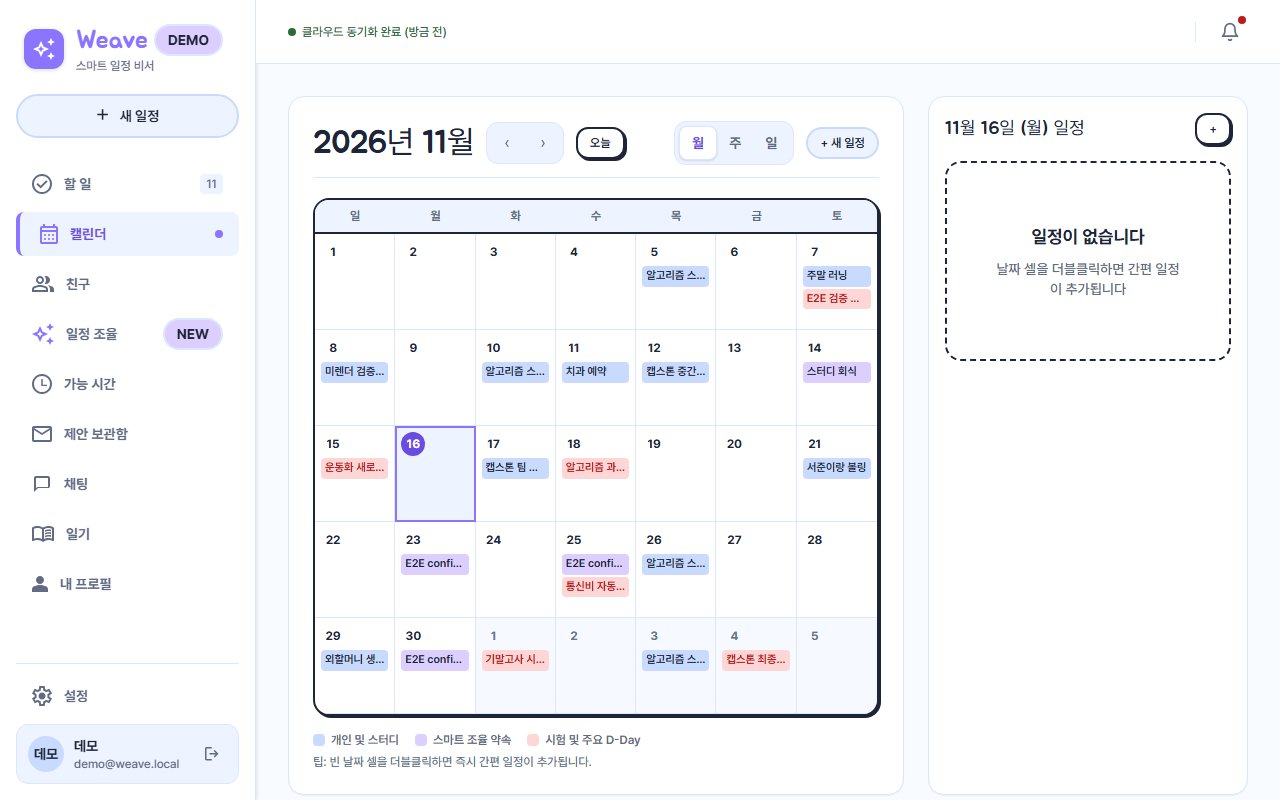 Weave DEMO
스마트 일정 비서
+ 새 일정
할 일 11
캘린더
친구
일정 조율 NEW
가능 시간
제안 보관함
채팅
일기
내 프로필
설정
데모 데모
demo@weave.local
클라우드 동기화 완료 (방금 전)
2026년 11월 ‹ › 오늘 월 주 일 + 새 일정
일 월 화 수 목 금 토
1 2 3 4 5 6 7
알고리즘 스... 주말 러닝
E2E 검증 ...
8 9 10 11 12 13 14
미렌더 검증... 알고리즘 스... 치과 예약 캡스톤 중간... 스터디 회식
15 16 17 18 19 20 21
운동화 새로... 캡스톤 팀 ... 알고리즘 과... 서준이랑 볼링
22 23 24 25 26 27 28
E2E confi... E2E confi... 알고리즘 스...
통신비 자동...
29 30 1 2 3 4 5
외할머니 생... E2E confi... 기말고사 시... 알고리즘 스... 캡스톤 최종...
개인 및 스터디 스마트 조율 약속 시험 및 주요 D-Day
팁: 빈 날짜 셀을 더블클릭하면 즉시 간편 일정이 추가됩니다.
11월 16일 (월) 일정 +
일정이 없습니다
날짜 셀을 더블클릭하면 간편 일정
이 추가됩니다